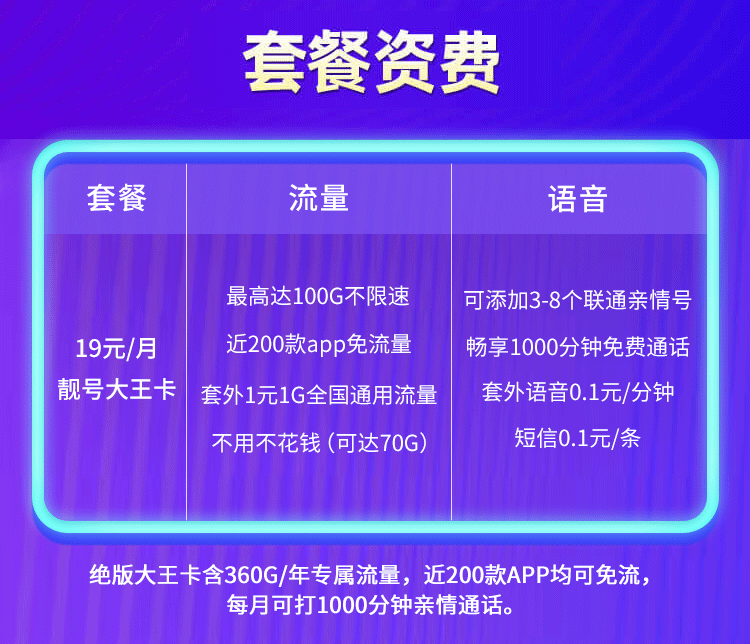 套餐资费
套餐
流量
语音
19元/月
靓号大王卡
最高达100G不限速
近200款app免流量
套外1元1G全国通用流量
不用不花钱（可达70G）
可添加3-8个联通亲情号
畅享1000分钟免费通话
套外语音0.1元/分钟
短信0.1元/条
绝版大王卡含360G/年专属流量，近200款APP均可免流，
每月可打1000分钟亲情通话。